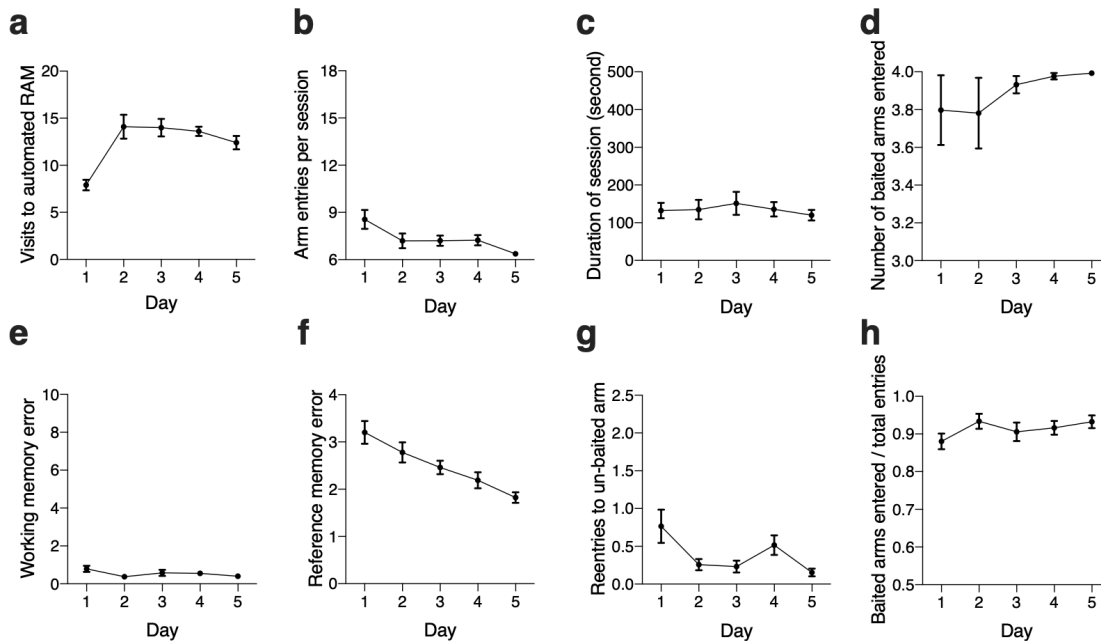 a
Visits to automated RAM
20
15
10
5
0
1 2 3 4 5
Day
b
Arm entries per session
18
15
12
9
6
1 2 3 4 5
Day
c
Duration of session (second)
500
400
300
200
100
0
1 2 3 4 5
Day
d
Number of baited arms entered
4.0
3.8
3.6
3.4
3.2
3.0
1 2 3 4 5
Day
e
Working memory error
10
8
6
4
2
0
1 2 3 4 5
Day
f
Reference memory error
4
3
2
1
0
1 2 3 4 5
Day
g
Reentries to un-baited arm
2.5
2.0
1.5
1.0
0.5
0.0
1 2 3 4 5
Day
h
Baited arms entered / total entries
1.0
0.9
0.8
0.7
0.6
0.5
1 2 3 4 5
Day